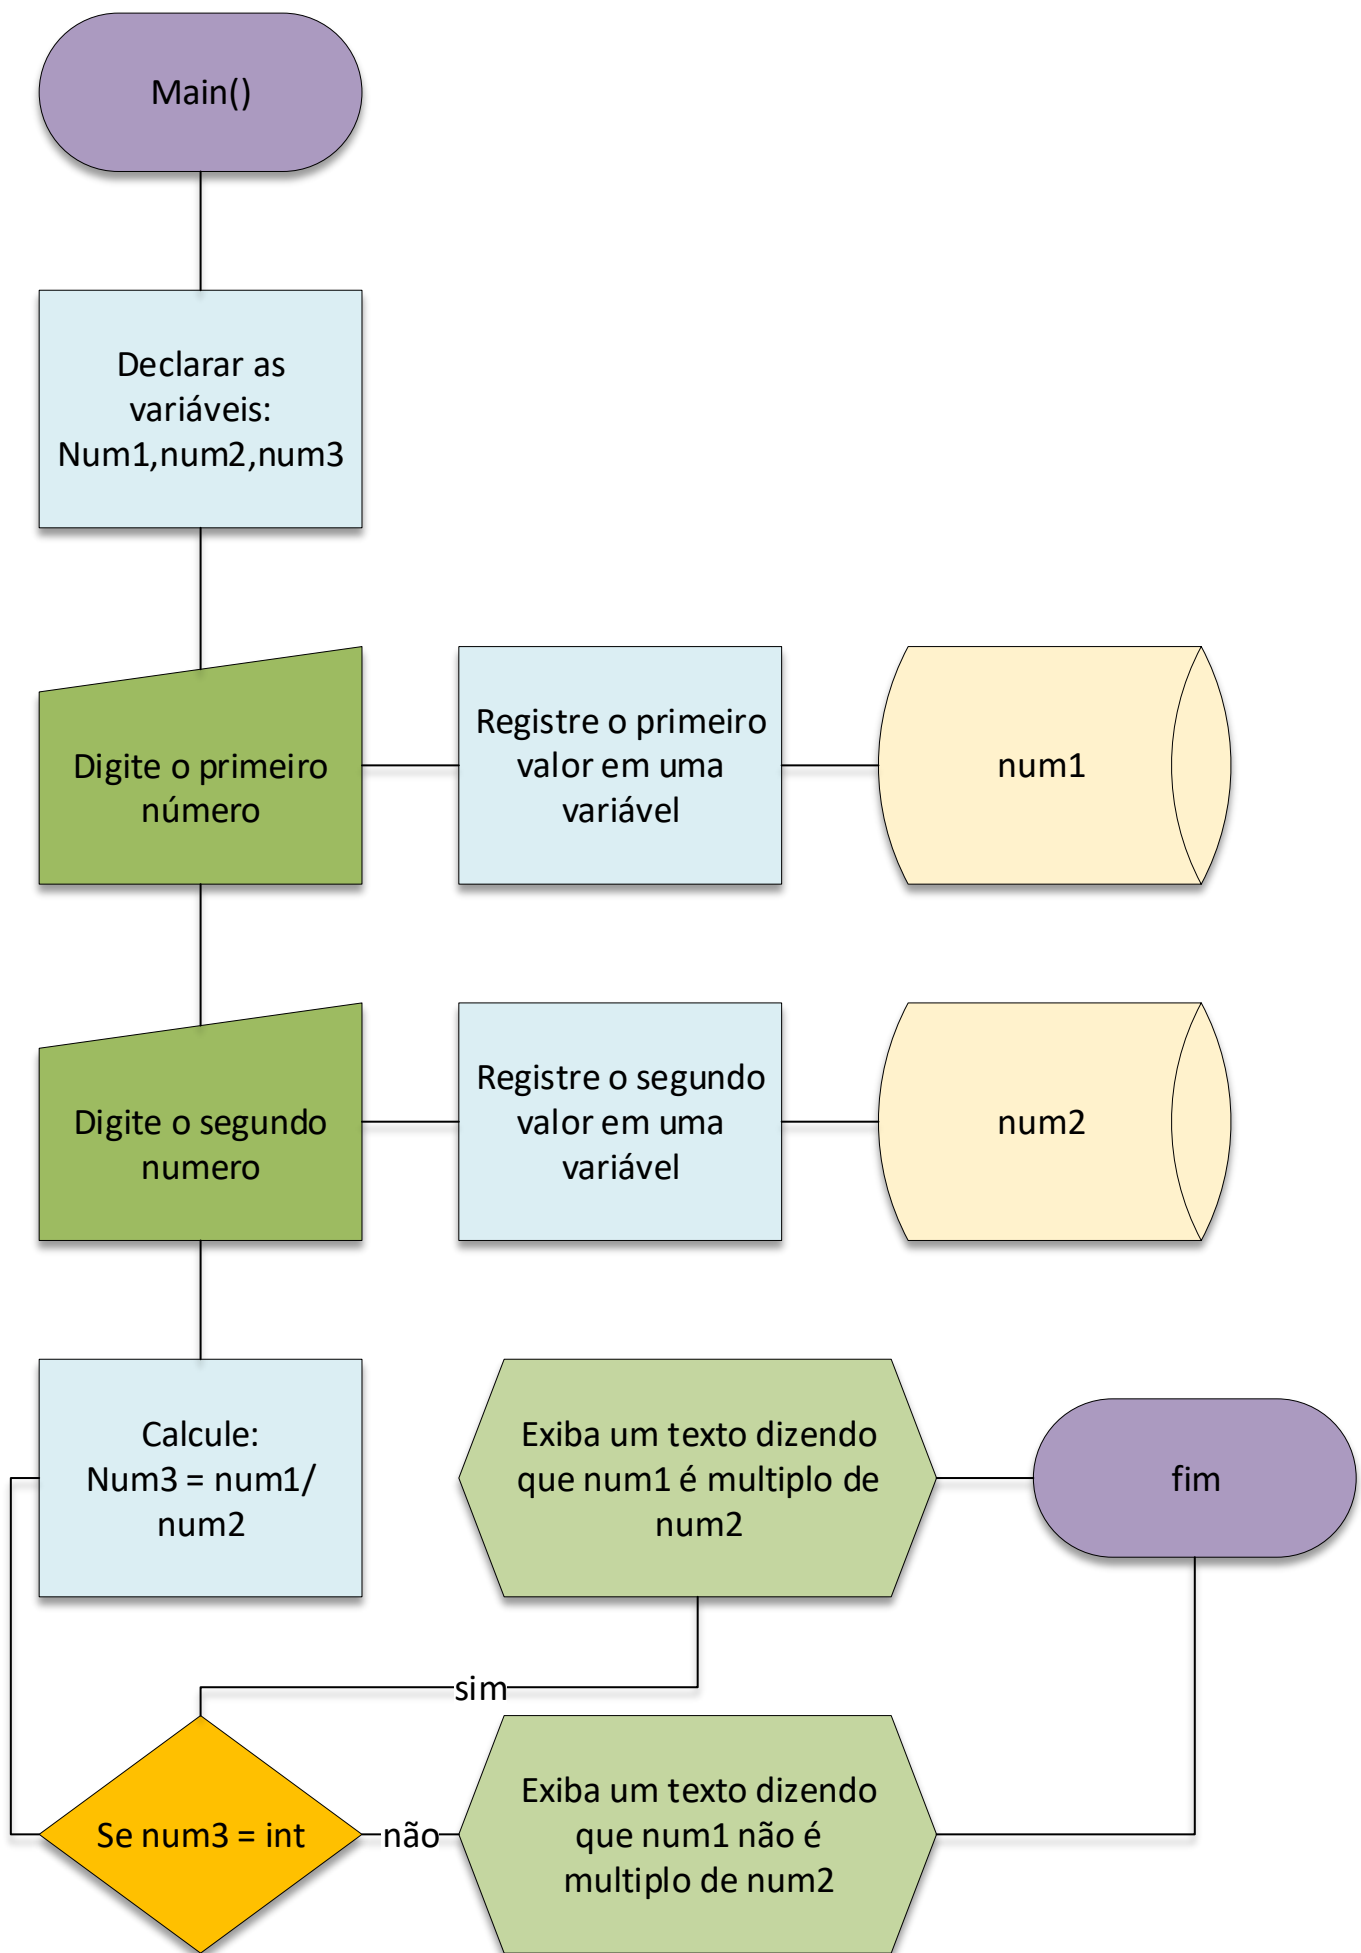 Main()
Declarar as
variáveis:
Num1,num2,num3
Digite o primeiro
número
Registre o primeiro
valor em uma
variável
num1
Digite o segundo
numero
Registre o segundo
valor em uma
variável
num2
Calcule:
Num3 = num1/
num2
Exiba um texto dizendo
que num1 é multiplo de
num2
fim
sim
Se num3 = int
não
Exiba um texto dizendo
que num1 não é
multiplo de num2